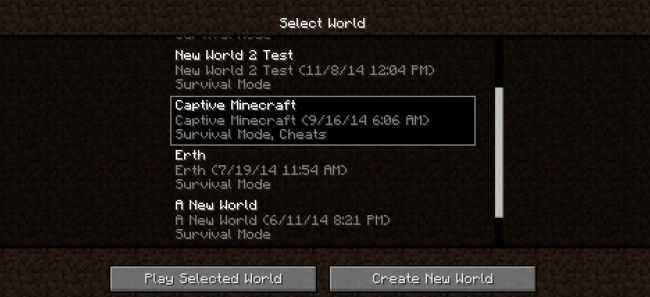 Select World
Survival Mode
New World 2 Test
New World 2 Test (11/8/14 12:04 PM)
Survival Mode
Captive Minecraft
Captive Minecraft (9/16/14 6:06 AM)
Survival Mode, Cheats
Erth
Erth (7/19/14 11:54 AM)
Survival Mode
A New World
A New World (6/11/14 8:21 PM)
Survival Mode
Play Selected World
Create New World